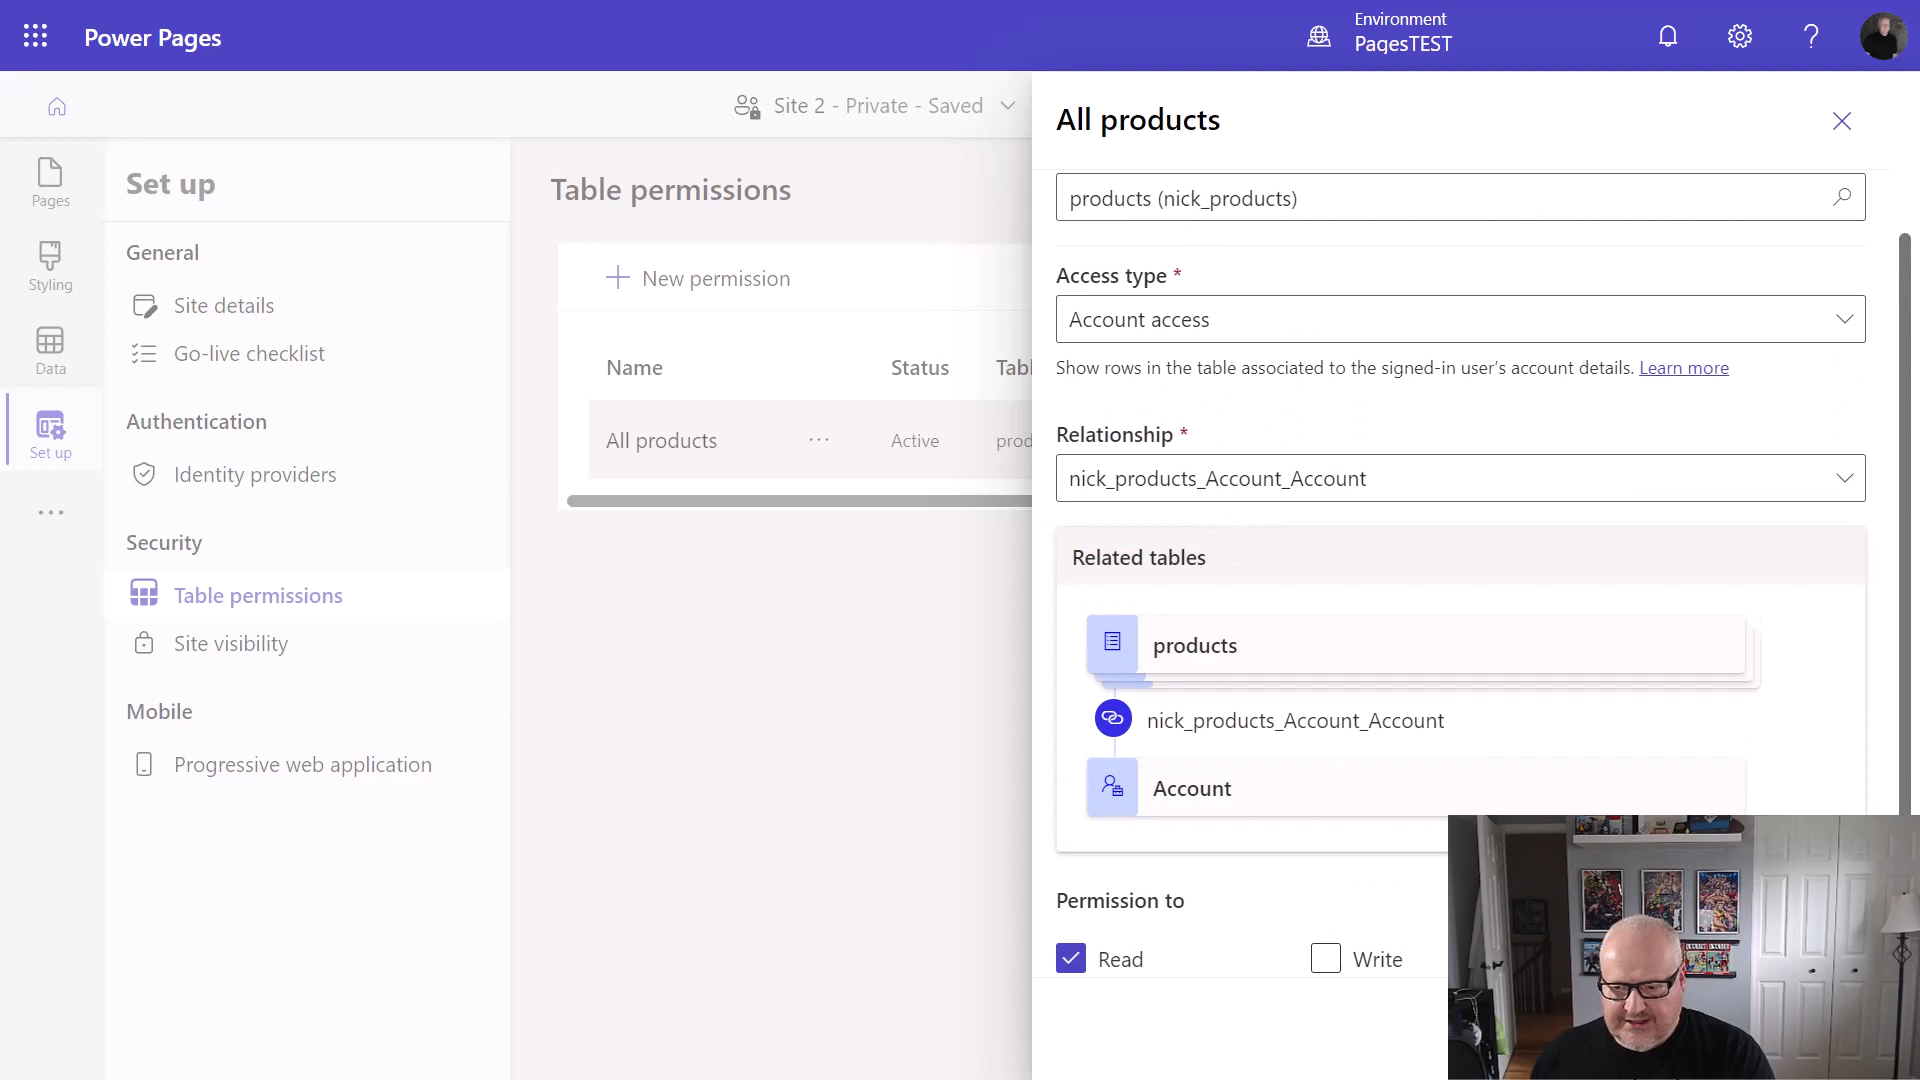 Power Pages
Environment
PagesTEST
Site 2 - Private - Saved
Pages
Styling
Data
Set up
Set up
General
Site details
Go-live checklist
Authentication
Identity providers
Security
Table permissions
Site visibility
Mobile
Progressive web application
Table permissions
New permission
Name
Status
Tabl
All products
Active
prod
All products
products (nick_products)
Access type *
Account access
Show rows in the table associated to the signed-in user's account details. Learn more
Relationship *
nick_products_Account_Account
Related tables
products
nick_products_Account_Account
Account
Permission to
Read
Write